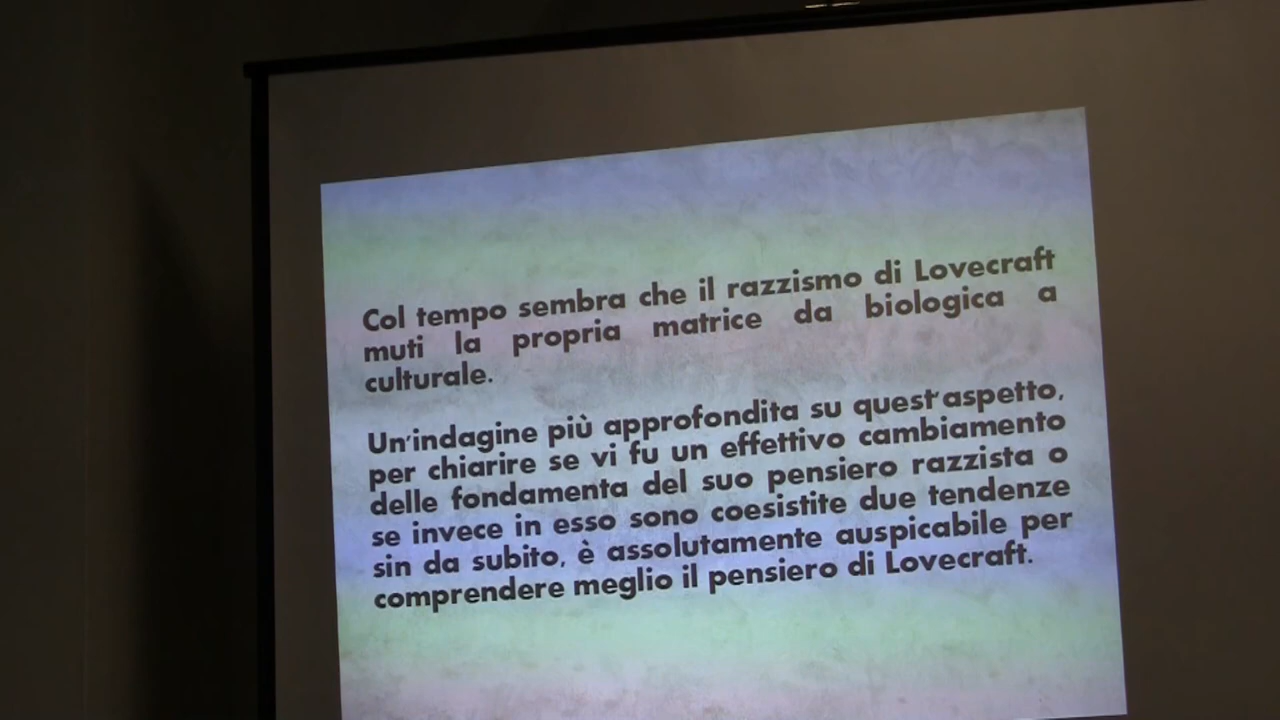 Col tempo sembra che il razzismo di Lovecraft
muti la propria matrice da biologica a
culturale.
Un'indagine più approfondita su quest'aspetto,
per chiarire se vi fu un effettivo cambiamento
delle fondamenta del suo pensiero razzista o
se invece in esso sono coesistite due tendenze
sin da subito, è assolutamente auspicabile per
comprendere meglio il pensiero di Lovecraft.